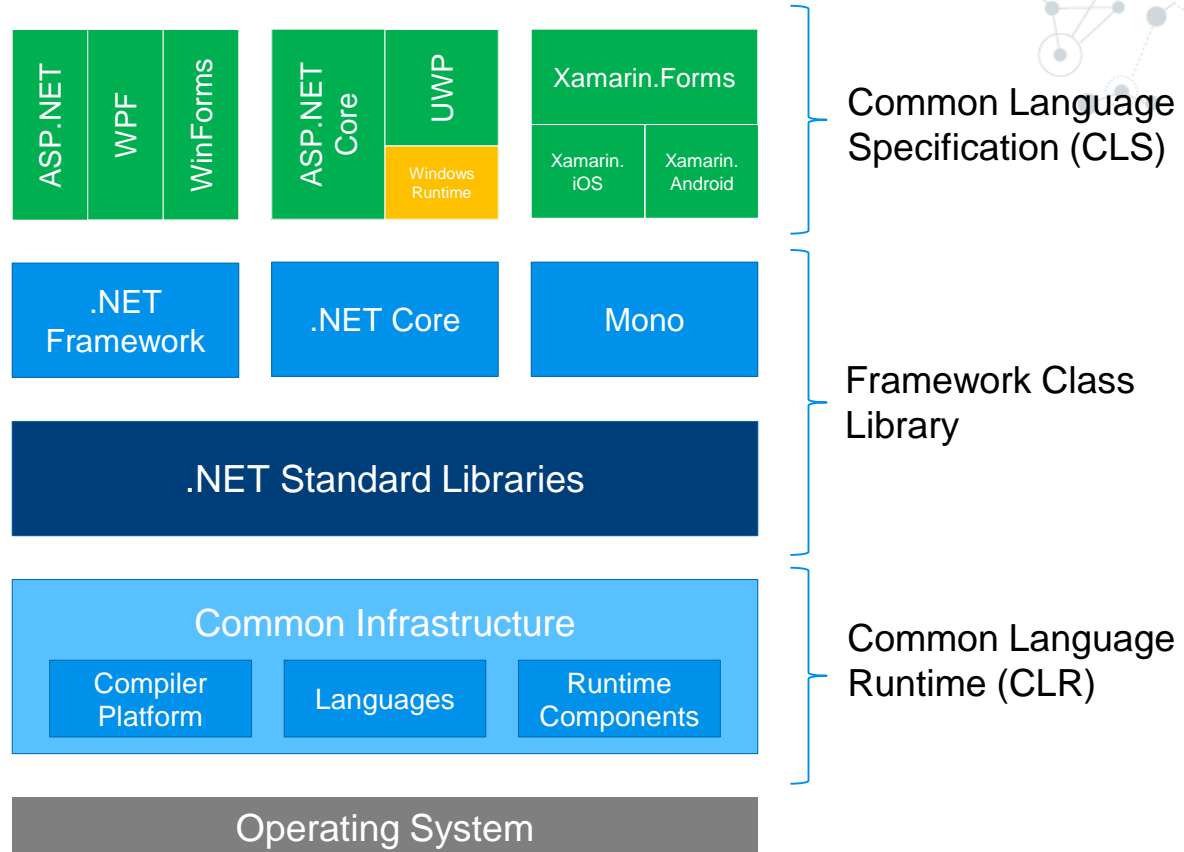 ASP.NET
WPF
WinForms
ASP.NET
Core
UWP
Windows
Runtime
Xamarin.Forms
Xamarin.
iOS
Xamarin.
Android
Common Language
Specification (CLS)
.NET
Framework
.NET Core
Mono
.NET Standard Libraries
Framework Class
Library
Common Infrastructure
Compiler
Platform
Languages
Runtime
Components
Common Language
Runtime (CLR)
Operating System